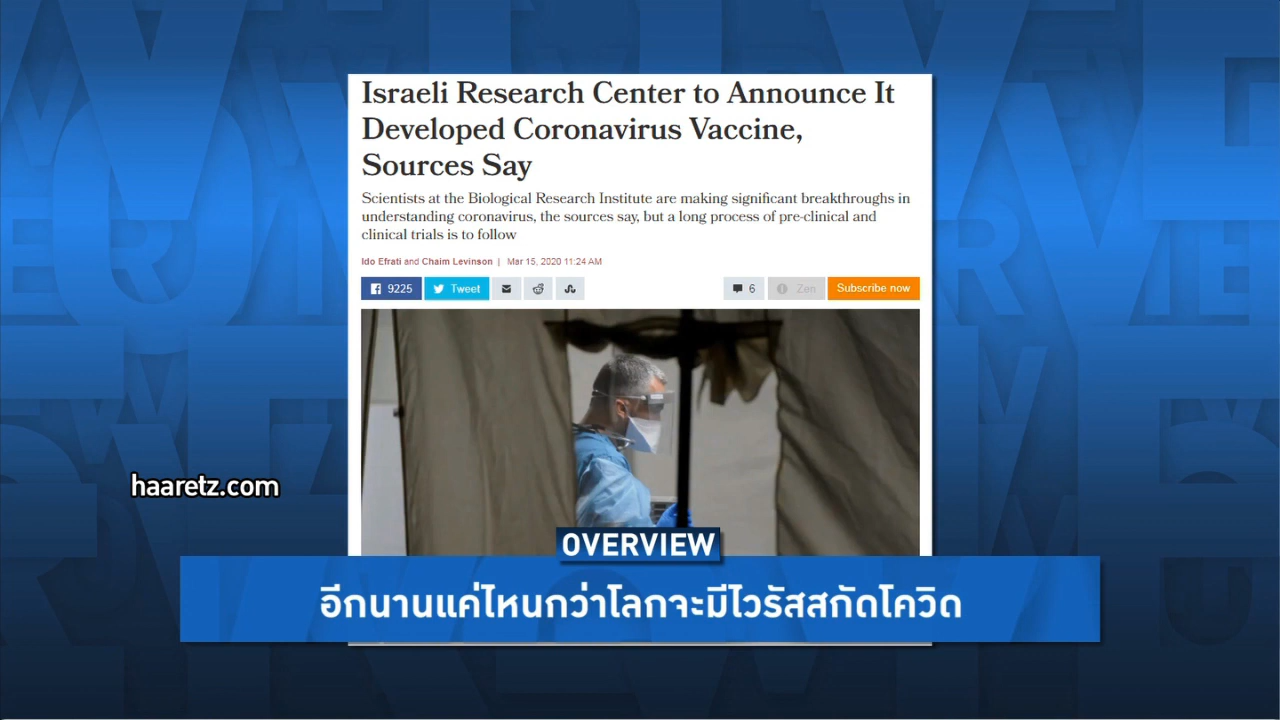 Israeli Research Center to Announce It
Developed Coronavirus Vaccine,
Sources Say
Scientists at the Biological Research Institute are making significant breakthroughs in
understanding coronavirus, the sources say, but a long process of pre-clinical and
clinical trials is to follow
Ido Efrati and Chaim Levinson | Mar 15, 2020 11:24 AM
9225 Tweet 6 Zen Subscribe now
haaretz.com
OVERVIEW
อีกนานแค่ไหนกว่าโลกจะมีไวรัสสกัดโควิด